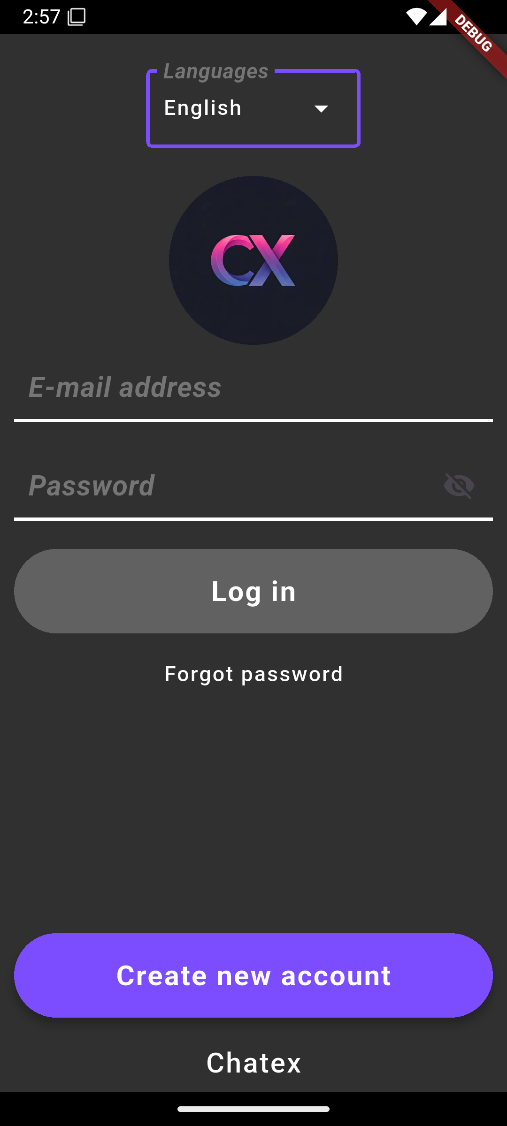 2:57
DEBUG
Languages
English
CX
E-mail address
Password
Log in
Forgot password
Create new account
Chatex